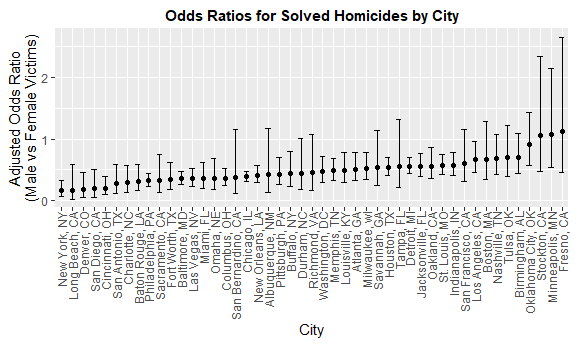 Odds Ratios for Solved Homicides by City
Adjusted Odds Ratio
(Male vs Female Victims)
2
1
0
New York, NY
Long Beach, CA
Denver, CO
San Diego, CA
Cincinnati, OH
San Antonio, TX
Charlotte, NC
Baton Rouge, LA
Philadelphia, PA
Sacramento, CA
Fort Worth, TX
Baltimore, MD
Las Vegas, NV
Miami, FL
Omaha, NE
Columbus, OH
San Bernardino, CA
Chicago, IL
New Orleans, LA
Albuquerque, NM
Pittsburgh, PA
Buffalo, NY
Durham, NC
Richmond, VA
Washington, DC
Memphis, TN
Louisville, KY
Atlanta, GA
Milwaukee, wI
Savannah, GA
Houston, TX
Tampa, FL
Detroit, MI
Jacksonville, FL
Oakland, CA
St. Louis, MO
Indianapolis, IN
San Francisco, CA
Los Angeles, CA
Boston, MA
Nashville, TN
Tulsa, OK
Birmingham, AL
Oklahoma City, OK
Stockton, CA
Minneapolis, MN
Fresno, CA
City